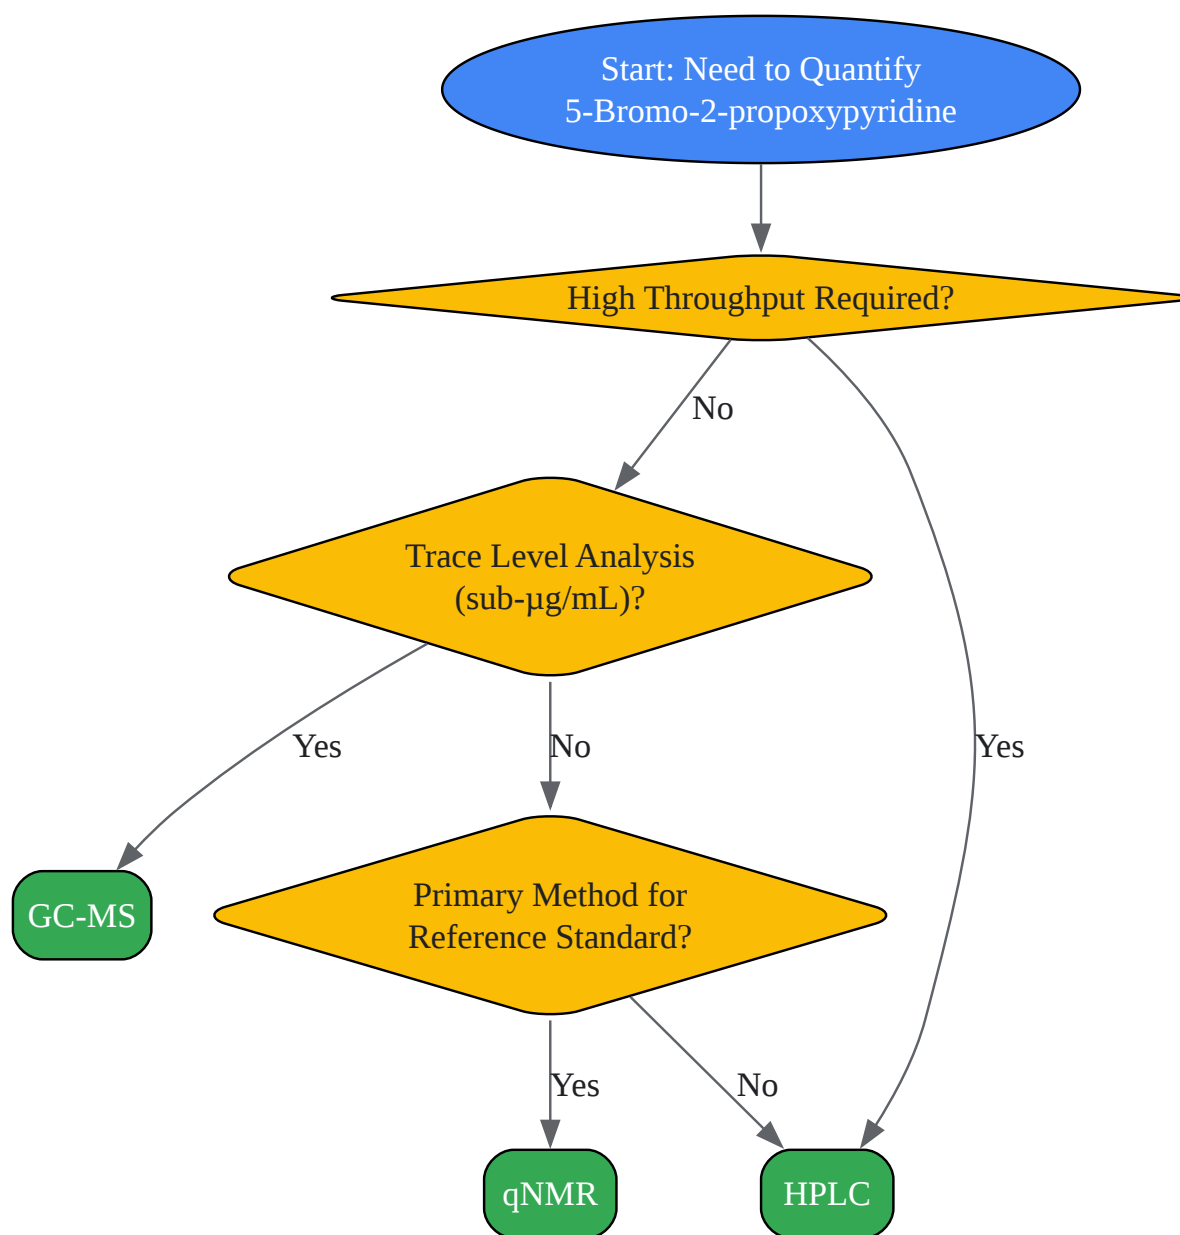 Start: Need to Quantify
5-Bromo-2-propoxypyridine
High Throughput Required?
No
Trace Level Analysis
(sub-µg/mL)?
Yes
No
Yes
GC-MS
Primary Method for
Reference Standard?
Yes
No
qNMR
HPLC